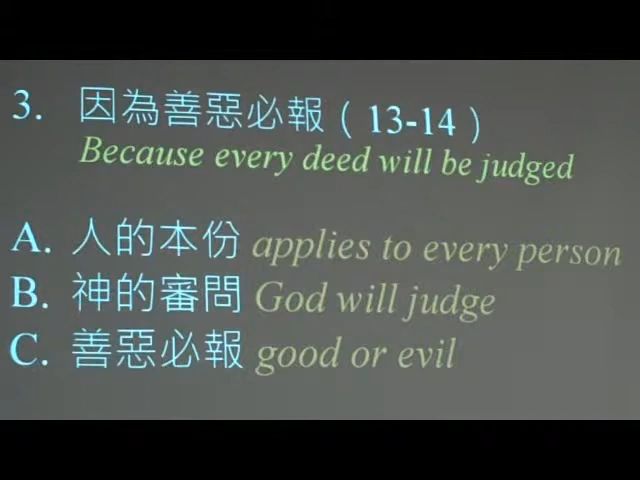 3. 因為善惡必報（13-14）
Because every deed will be judged
A. 人的本份 applies to every person
B. 神的審問 God will judge
C. 善惡必報 good or evil